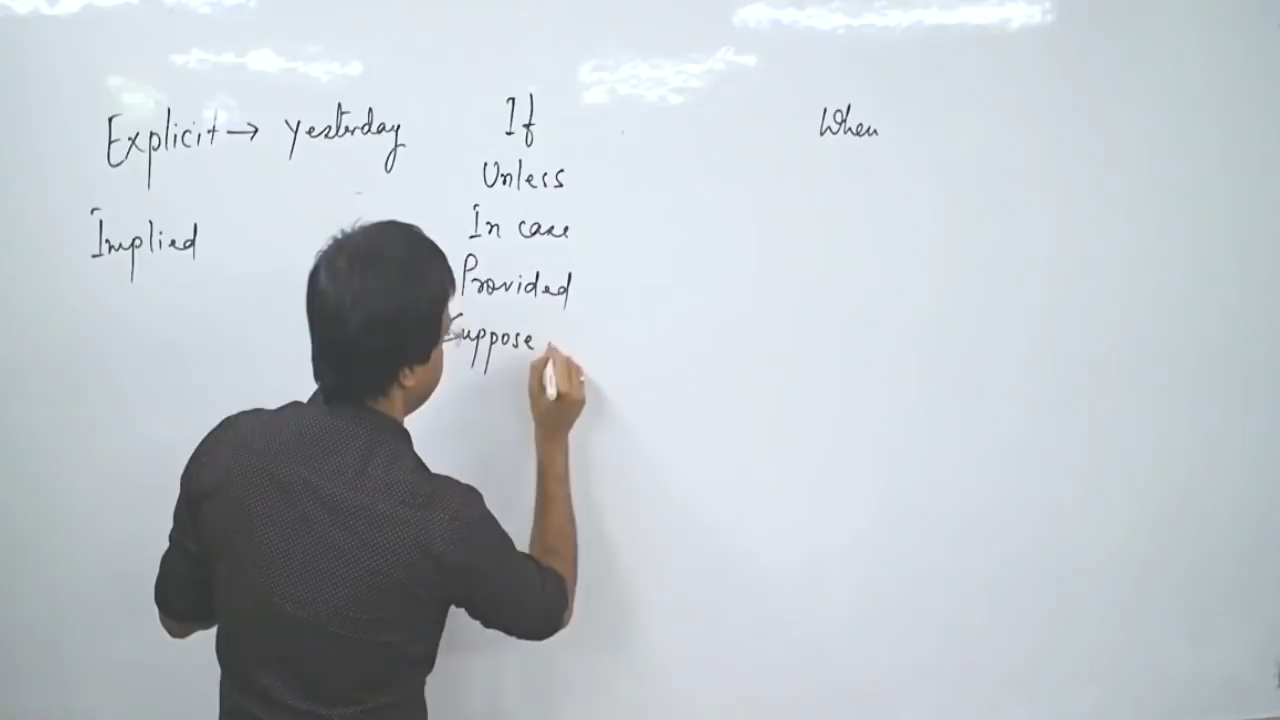 Explicit → Yesterday
Implied
If
Unless
In case
Provided
Suppose
When